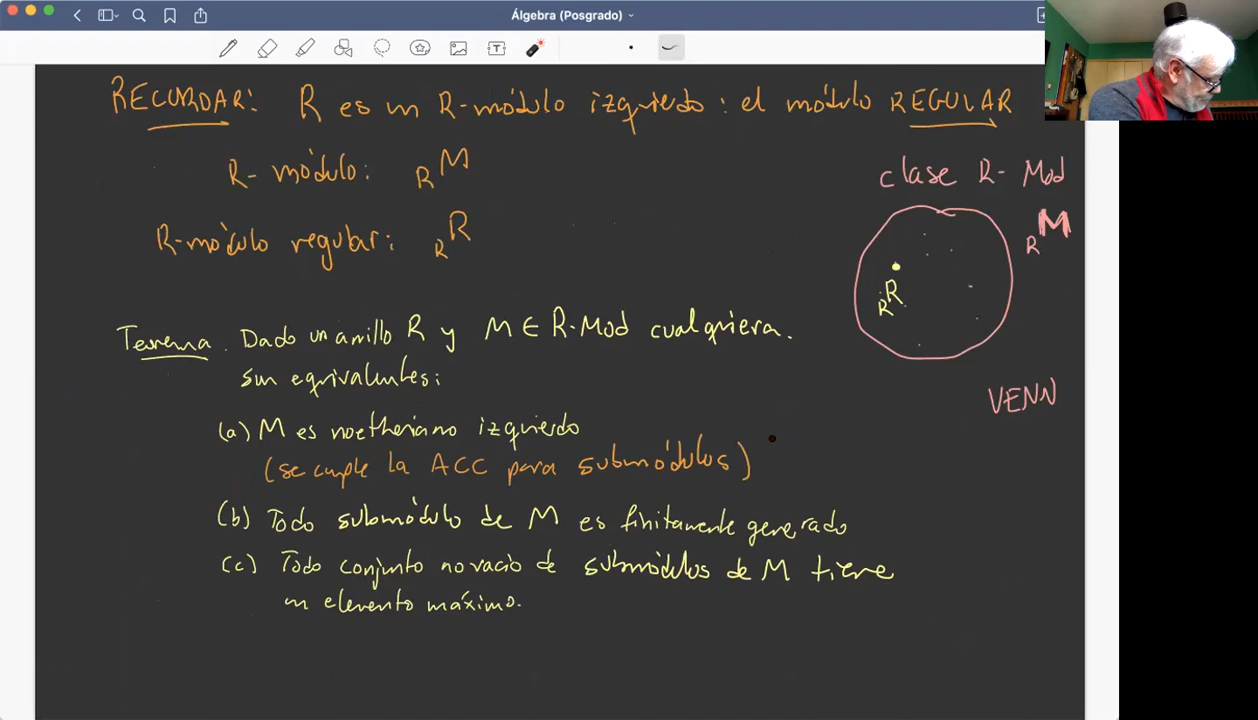 Álgebra (Posgrado)
RECORDAR: R es un R-módulo izquierdo: el módulo REGULAR
R-módulo: RM
clase R-Mod
R-módulo regular: RR
RM
RR
Teorema. Dado un anillo R y M ∈ R-Mod cualquiera.
son equivalentes:
VENN
(a) M es noetheriano izquierdo
(se cumple la ACC para submódulos)
(b) Todo submódulo de M es finitamente generado
(c) Todo conjunto no vacío de submódulos de M tiene
un elemento máximo.